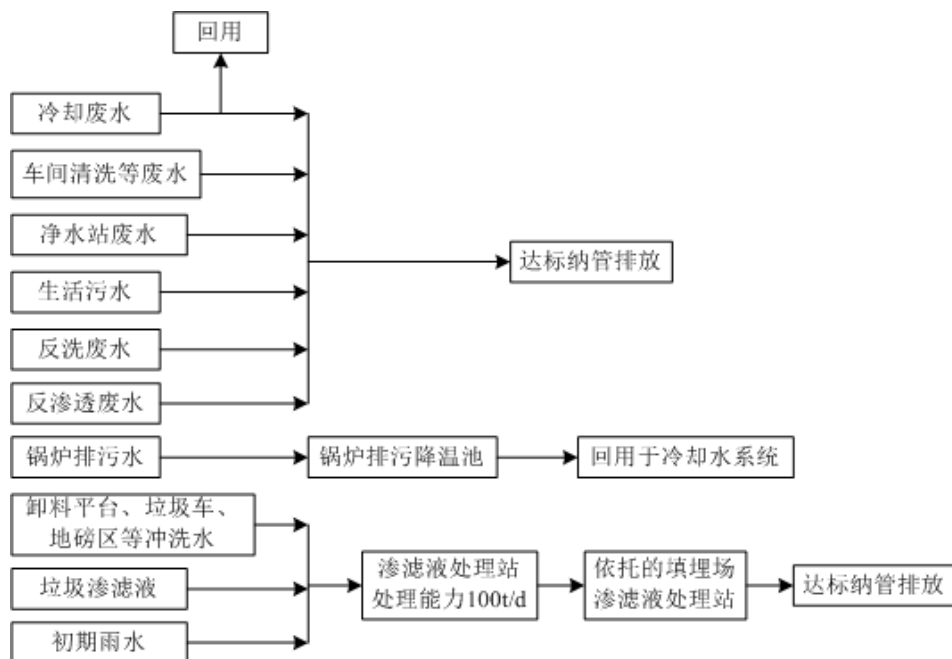 回用
冷却废水
车间清洗等废水
净水站废水
达标纳管排放
生活污水
反洗废水
反渗透废水
锅炉排污水
锅炉排污降温池
回用于冷却水系统
卸料平台、垃圾车、
地磅区等冲洗水
垃圾渗滤液
初期雨水
渗滤液处理站
处理能力100t/d
依托的填埋场
渗滤液处理站
达标纳管排放